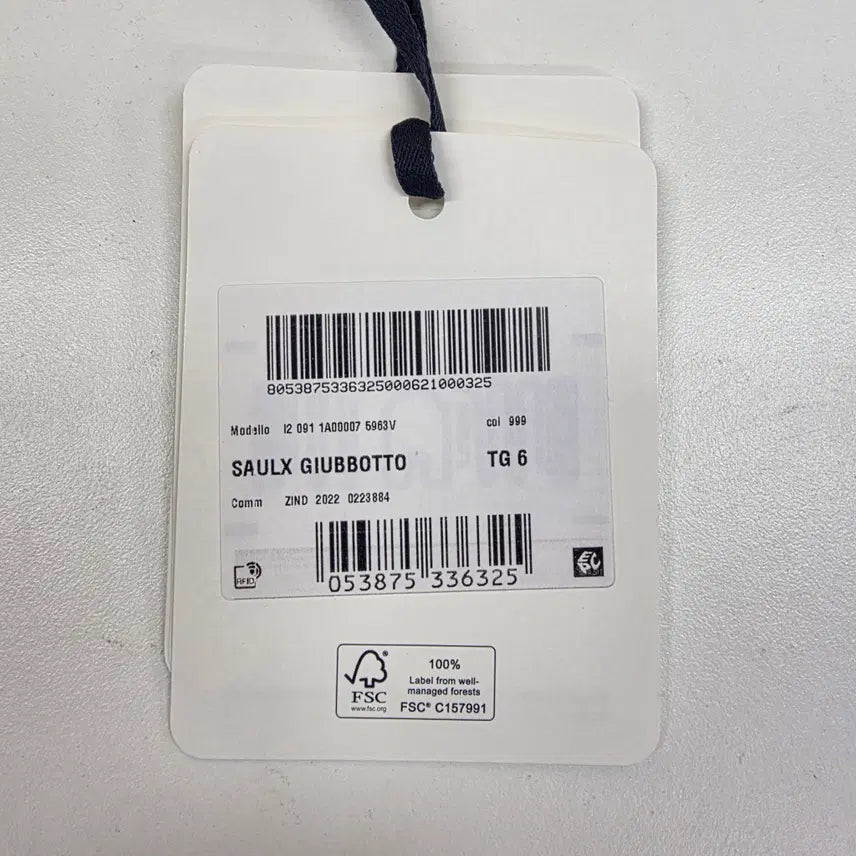 8053875336325000621000325
Modello I2 091 1A00007 5963V col 999
SAULX GIUBBOTTO TG 6
Comm ZIND 2022 0223884
RFID
053875 336325
100%
Label from well-
managed forests
FSC® C157991
FSC
www.fsc.org